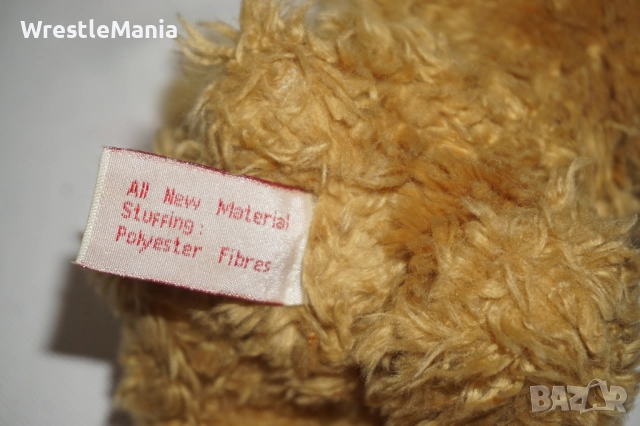 WrestleMania
All New Material
Stuffing:
Polyester Fibres
BAZAR